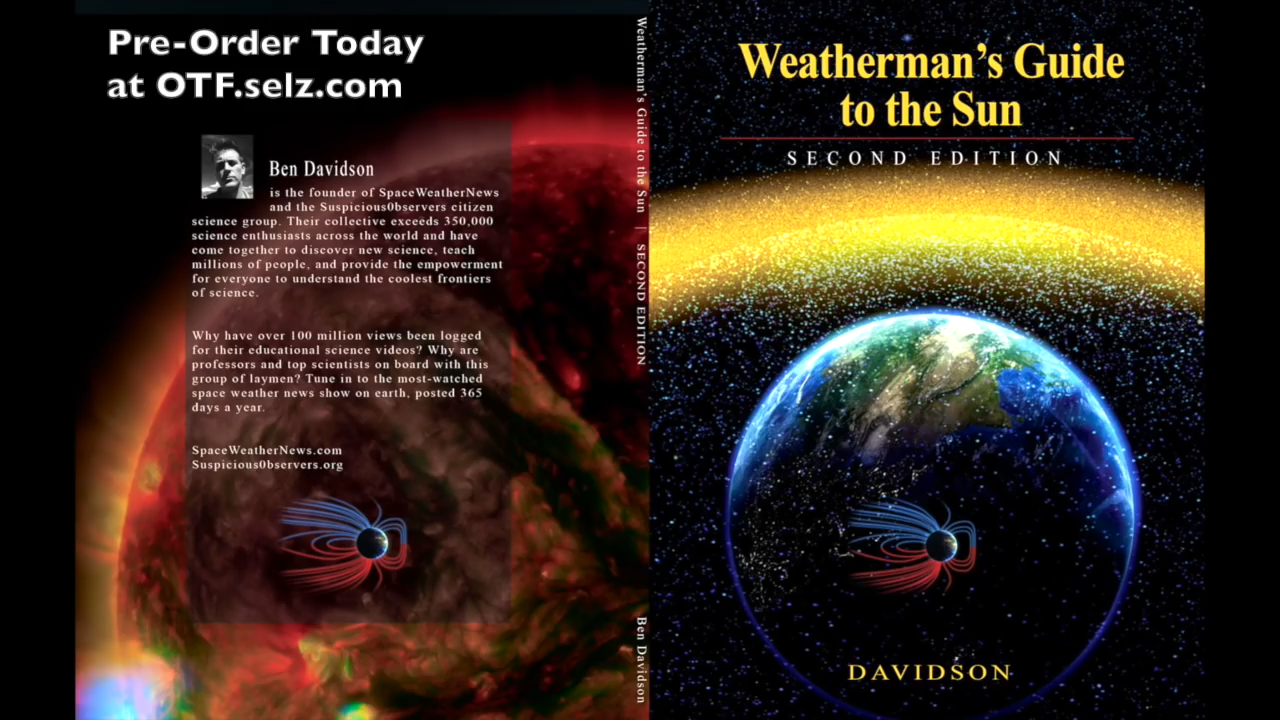 Pre-Order Today
at OTF.selz.com
Ben Davidson
is the founder of SpaceWeatherNews
and the Suspicious0bservers citizen
science group. Their collective exceeds 350,000
science enthusiasts across the world and have
come together to discover new science, teach
millions of people, and provide the empowerment
for everyone to understand the coolest frontiers
of science.
Why have over 100 million views been logged
for their educational science videos? Why are
professors and top scientists on board with this
group of laymen? Tune in to the most-watched
space weather news show on earth, posted 365
days a year.
SpaceWeatherNews.com
Suspicious0bservers.org
Weatherman's Guide to the Sun | SECOND EDITION
Ben Davidson
Weatherman's Guide
to the Sun
SECOND EDITION
DAVIDSON